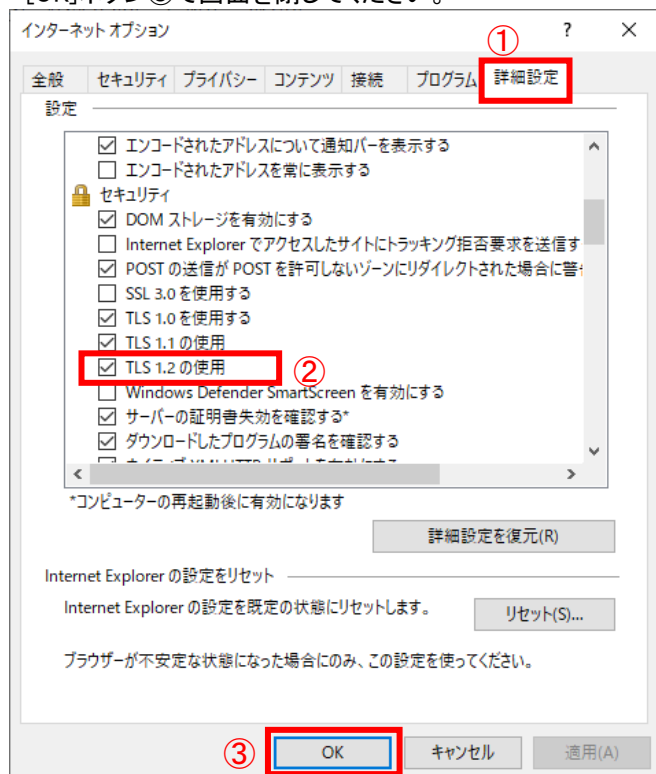 [OK]ボタン③で画面を閉じてください。
インターネット オプション ? ×
①
全般 セキュリティ プライバシー コンテンツ 接続 プログラム 詳細設定
設定
エンコードされたアドレスについて通知バーを表示する
エンコードされたアドレスを常に表示する
セキュリティ
DOM ストレージを有効にする
Internet Explorer でアクセスしたサイトにトラッキング拒否要求を送信す
POST の送信が POST を許可しないゾーンにリダイレクトされた場合に警
SSL 3.0 を使用する
TLS 1.0 を使用する
TLS 1.1 の使用
TLS 1.2 の使用 ②
Windows Defender SmartScreen を有効にする
サーバーの証明書失効を確認する*
ダウンロードしたプログラムの署名を確認する
*コンピューターの再起動後に有効になります
詳細設定を復元(R)
Internet Explorer の設定をリセット
Internet Explorer の設定を既定の状態にリセットします。 リセット(S)...
ブラウザーが不安定な状態になった場合にのみ、この設定を使ってください。
③ OK キャンセル 適用(A)